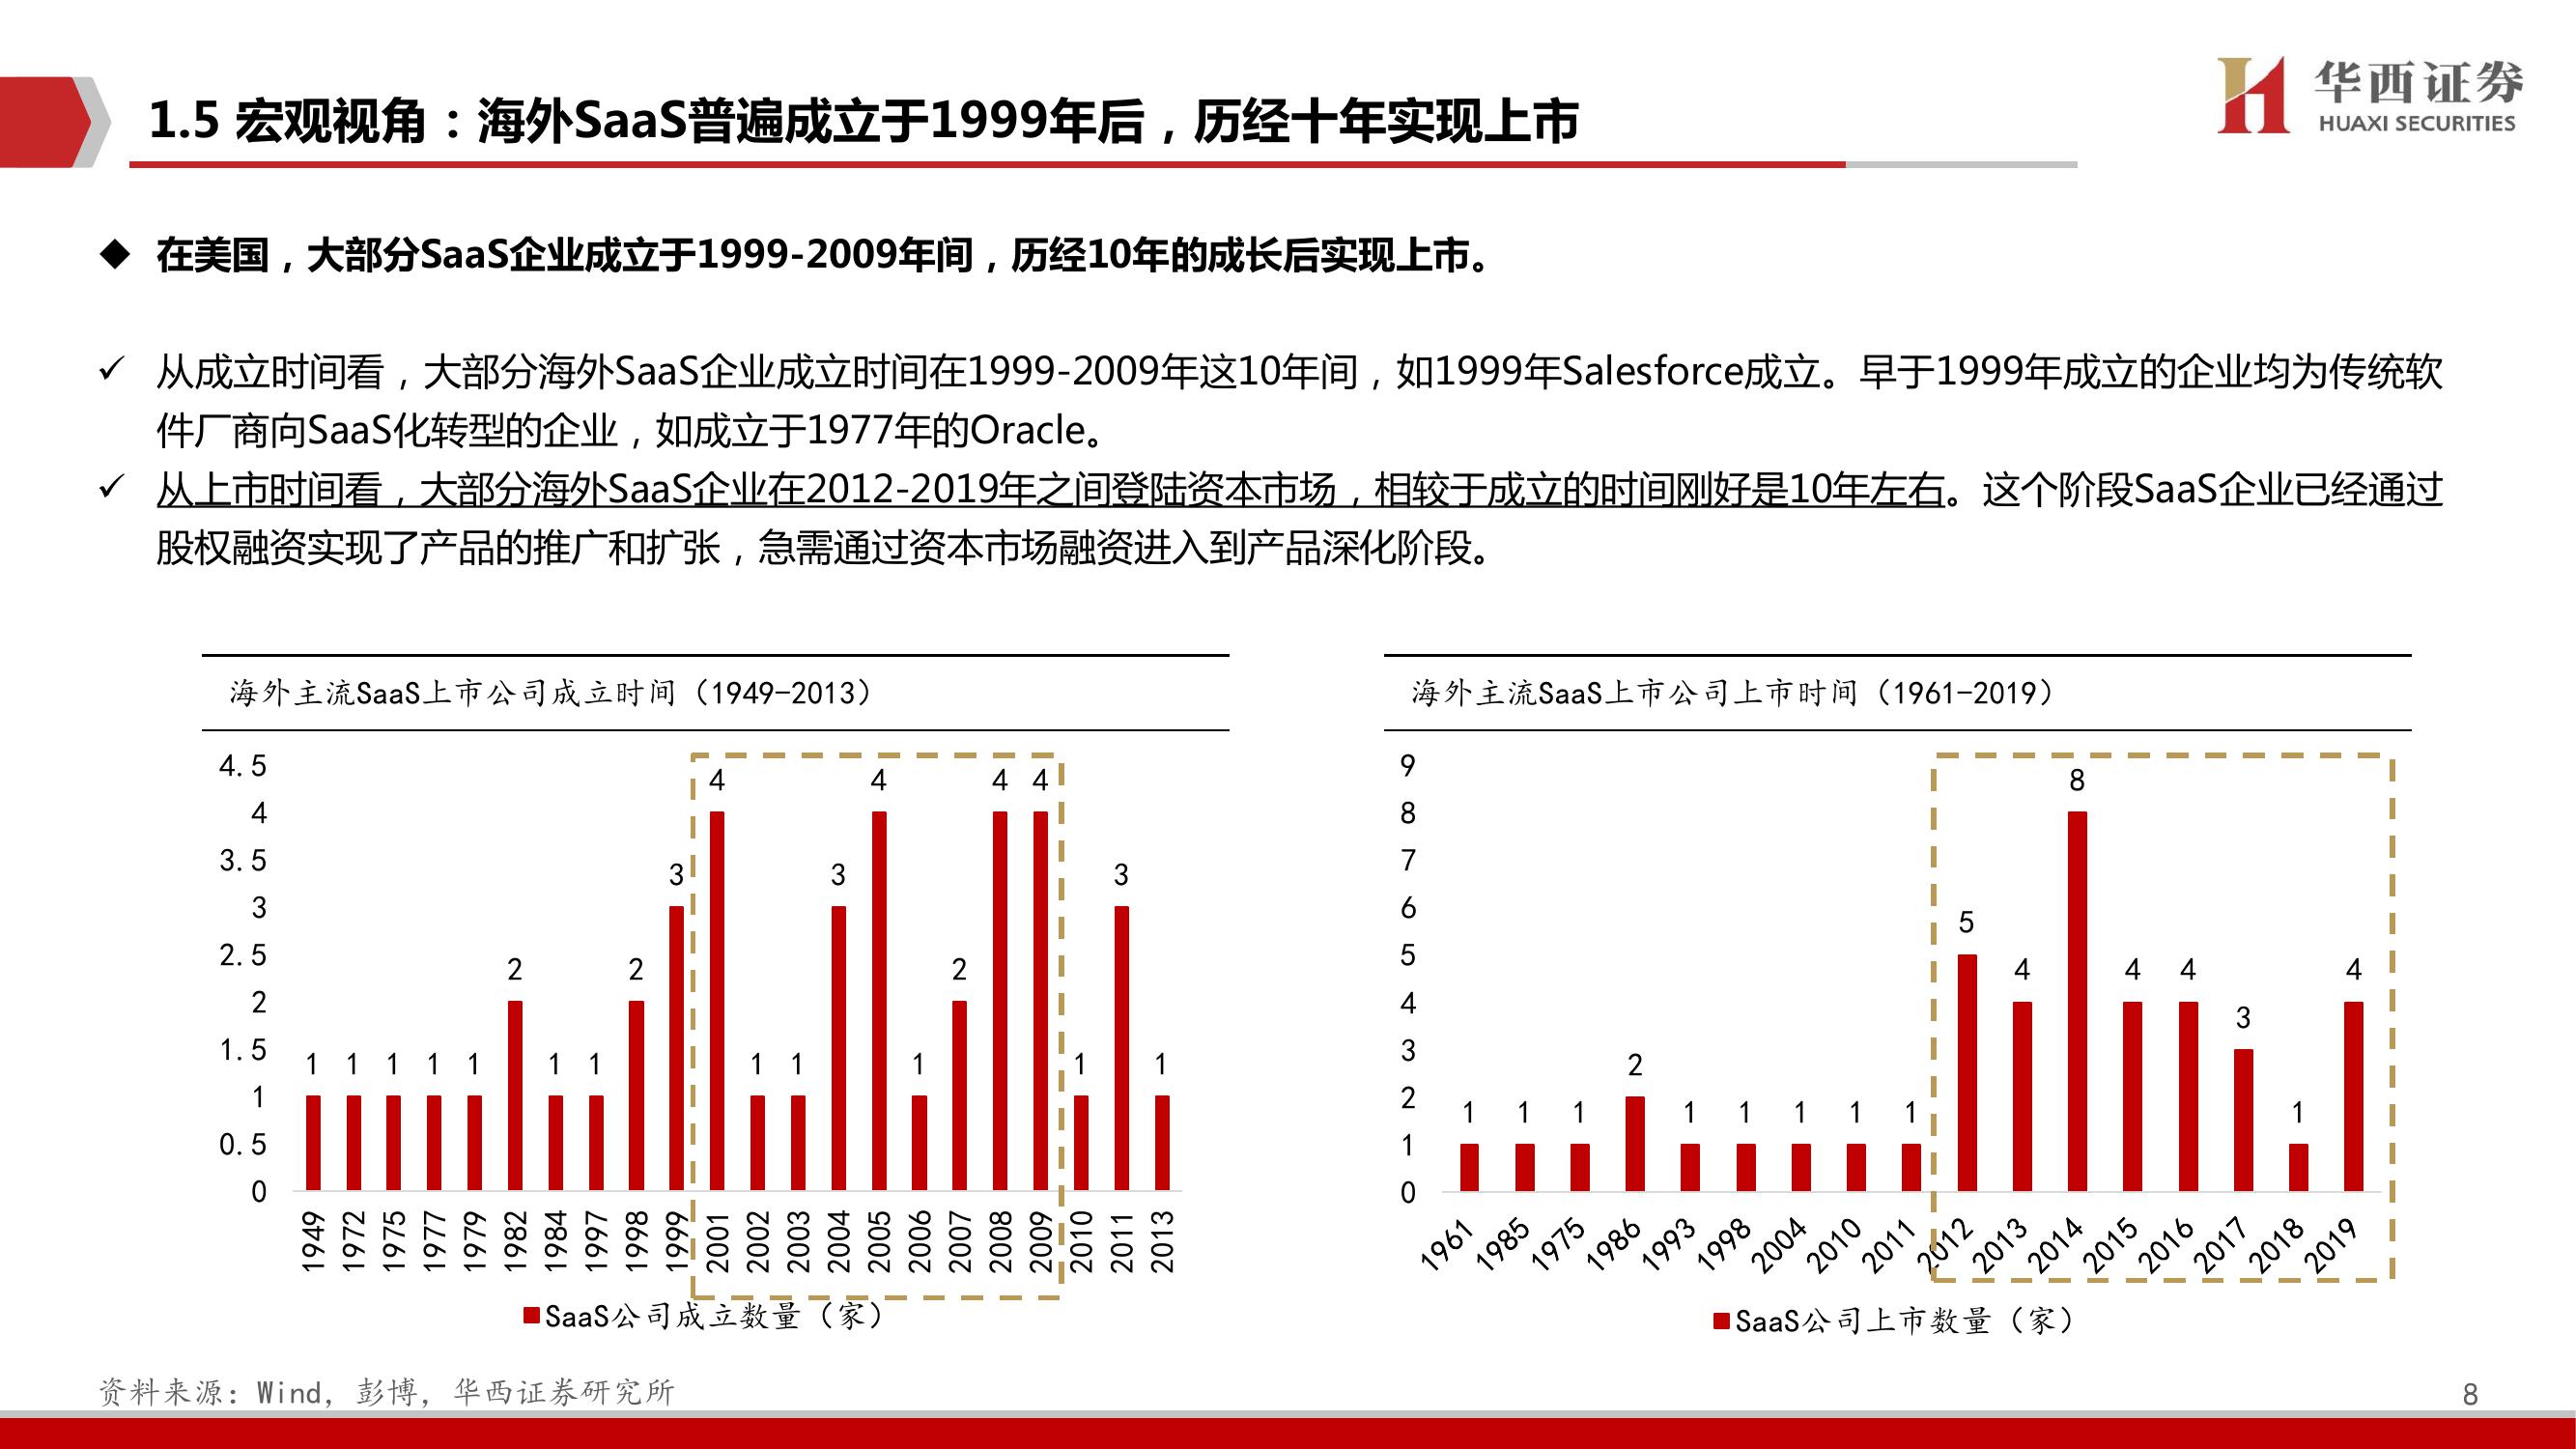 华西证券
HUAXI SECURITIES
1.5 宏观视角：海外SaaS普遍成立于1999年后，历经十年实现上市
◆ 在美国，大部分SaaS企业成立于1999-2009年间，历经10年的成长后实现上市。
✓ 从成立时间看，大部分海外SaaS企业成立时间在1999-2009年这10年间，如1999年Salesforce成立。早于1999年成立的企业均为传统软
件厂商向SaaS化转型的企业，如成立于1977年的Oracle。
✓ 从上市时间看，大部分海外SaaS企业在2012-2019年之间登陆资本市场，相较于成立的时间刚好是10年左右。这个阶段SaaS企业已经通过
股权融资实现了产品的推广和扩张，急需通过资本市场融资进入到产品深化阶段。
海外主流SaaS上市公司成立时间（1949-2013）
4.5
4
3.5
3
2.5
2
1.5
1
0.5
0
1 1 1 1 1 2 1 1 2 3 4 1 1 3 4 1 2 4 4 1 3 1
1949 1972 1975 1977 1979 1982 1984 1997 1998 1999 2001 2002 2003 2004 2005 2006 2007 2008 2009 2010 2011 2013
SaaS公司成立数量（家）
海外主流SaaS上市公司上市时间（1961-2019）
9
8
7
6
5
4
3
2
1
0
1 1 1 2 1 1 1 1 1 5 4 8 4 4 3 1 4
1961 1985 1975 1986 1993 1998 2004 2010 2011 2012 2013 2014 2015 2016 2017 2018 2019
SaaS公司上市数量（家）
资料来源：Wind，彭博，华西证券研究所
8